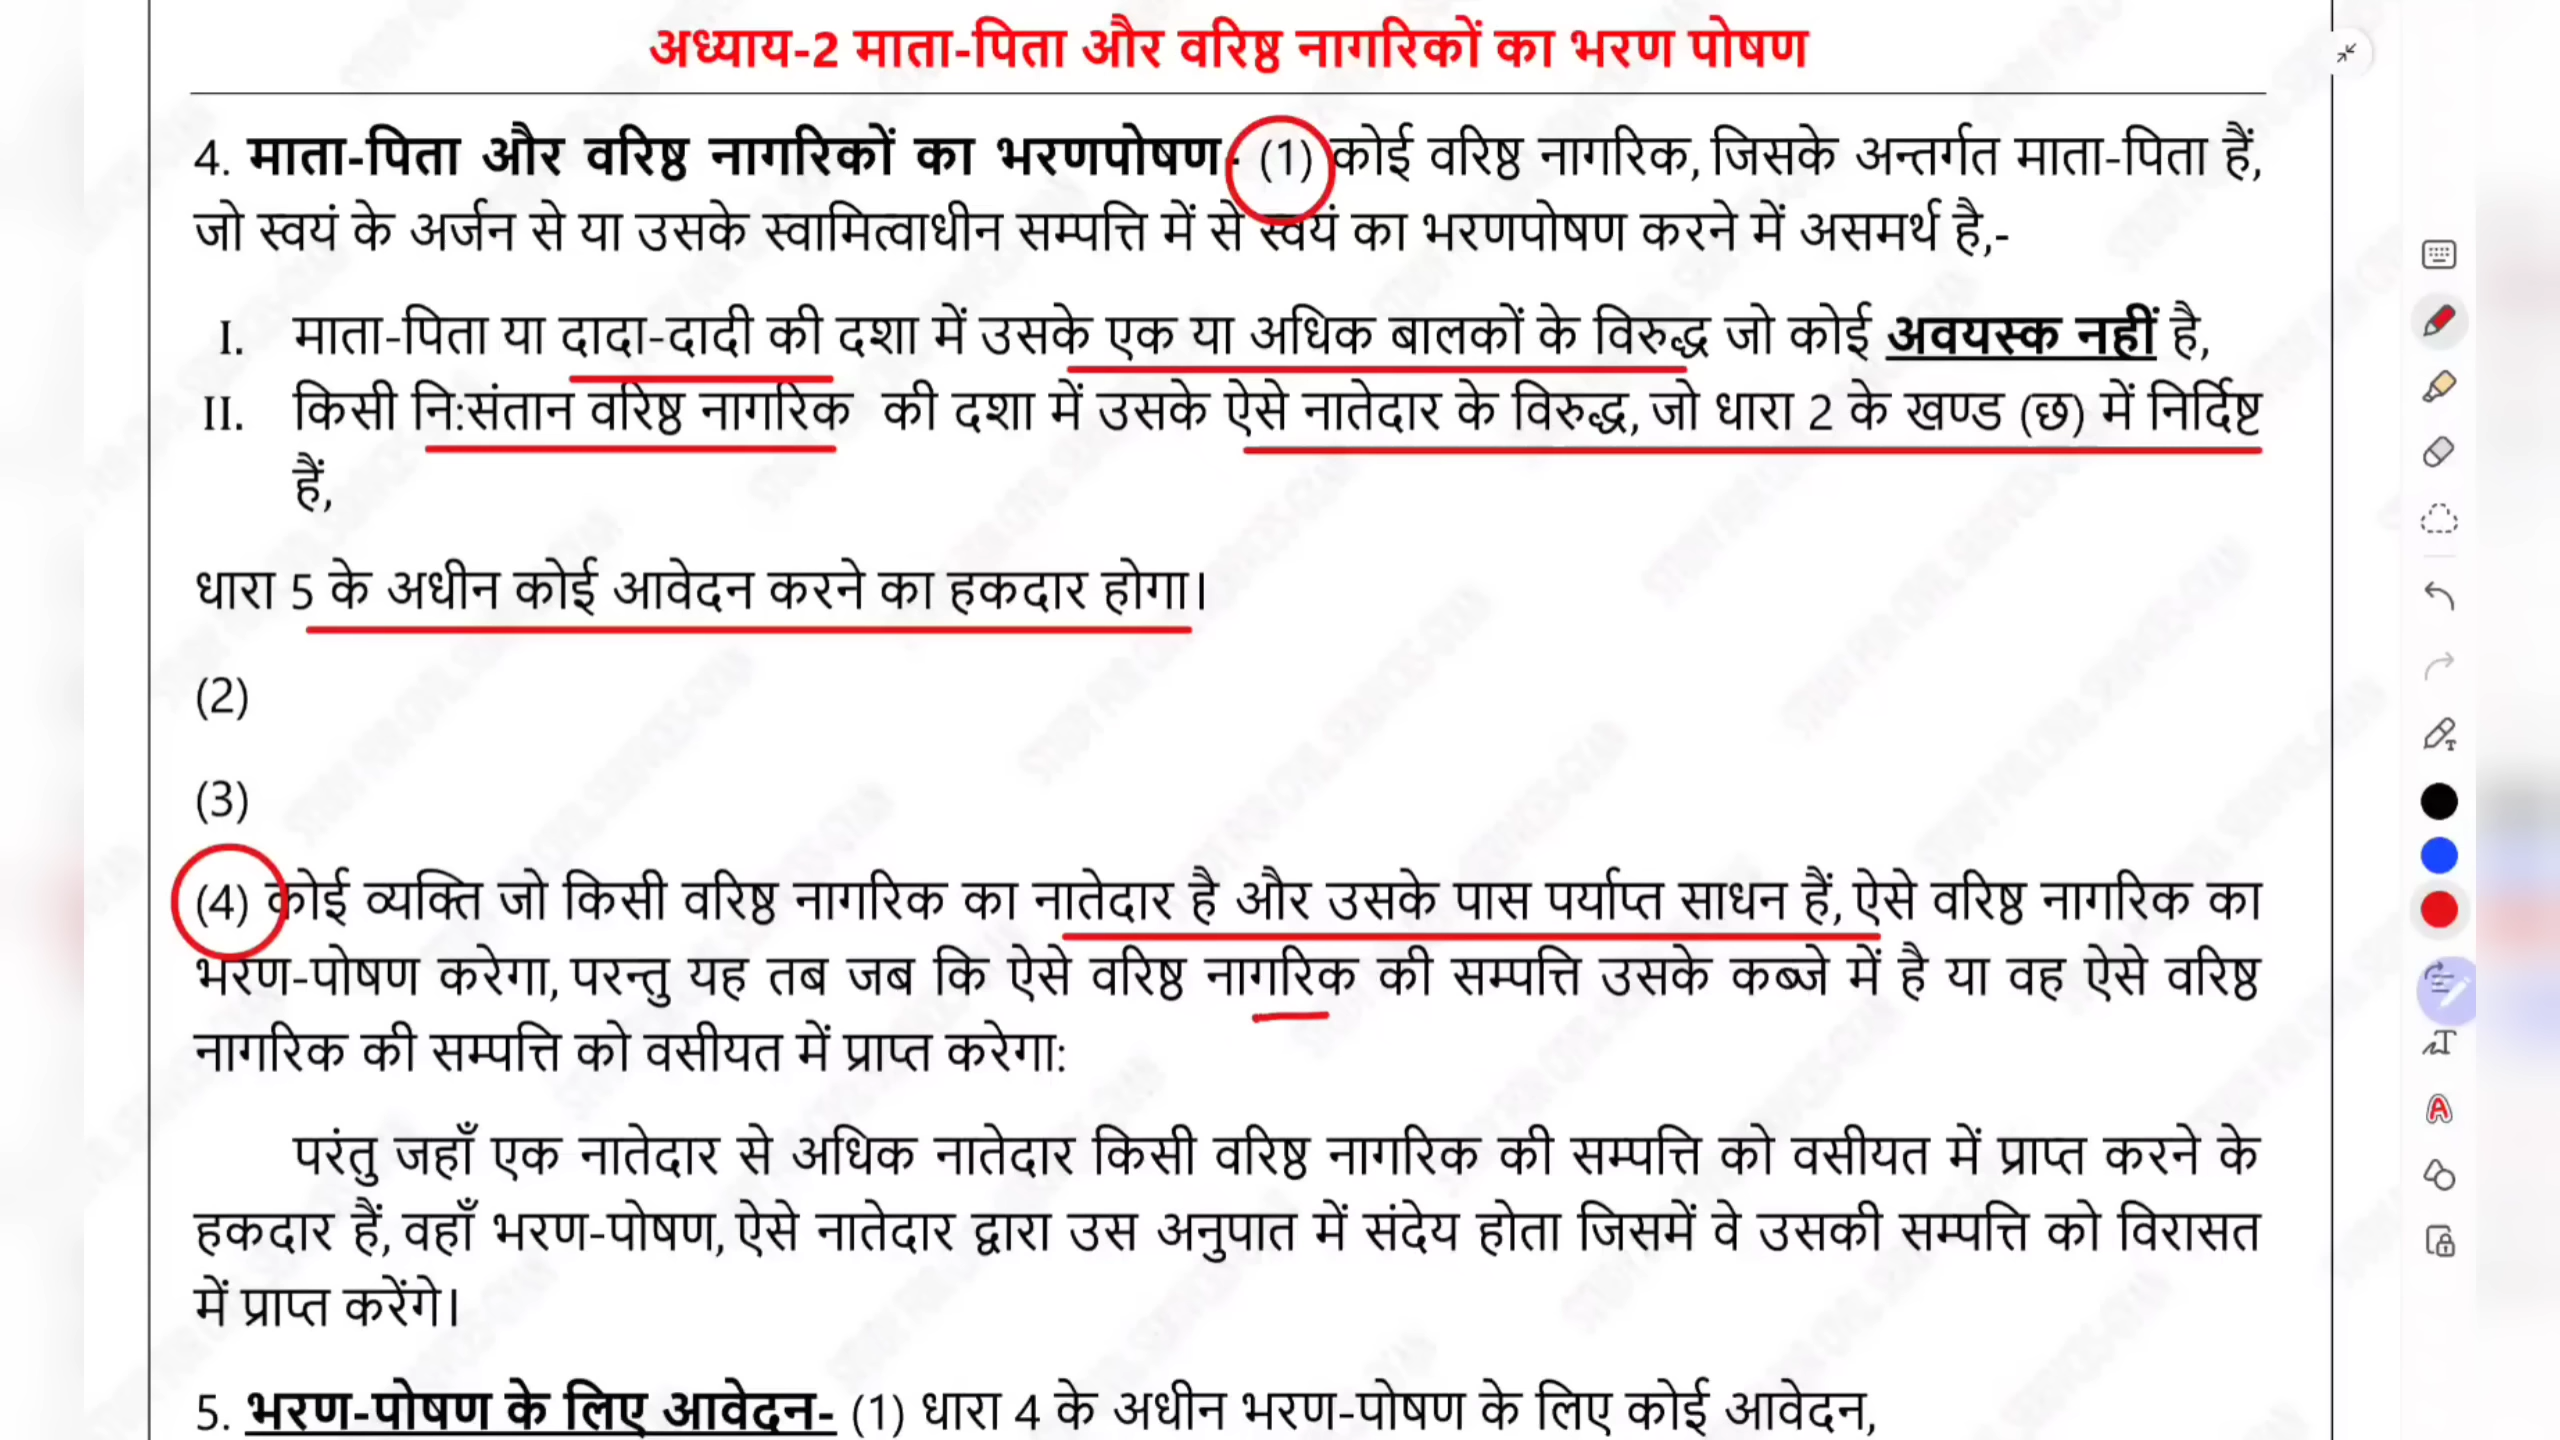 अध्याय-2 माता-पिता और वरिष्ठ नागरिकों का भरण पोषण
4. माता-पिता और वरिष्ठ नागरिकों का भरणपोषण- (1) कोई वरिष्ठ नागरिक, जिसके अन्तर्गत माता-पिता हैं,
जो स्वयं के अर्जन से या उसके स्वामित्वाधीन सम्पत्ति में से स्वयं का भरणपोषण करने में असमर्थ है,-
I. माता-पिता या दादा-दादी की दशा में उसके एक या अधिक बालकों के विरुद्ध जो कोई अवयस्क नहीं है,
II. किसी नि:संतान वरिष्ठ नागरिक की दशा में उसके ऐसे नातेदार के विरुद्ध, जो धारा 2 के खण्ड (छ) में निर्दिष्ट
हैं,
धारा 5 के अधीन कोई आवेदन करने का हकदार होगा।
(2)
(3)
(4) कोई व्यक्ति जो किसी वरिष्ठ नागरिक का नातेदार है और उसके पास पर्याप्त साधन हैं, ऐसे वरिष्ठ नागरिक का
भरण-पोषण करेगा, परन्तु यह तब जब कि ऐसे वरिष्ठ नागरिक की सम्पत्ति उसके कब्जे में है या वह ऐसे वरिष्ठ
नागरिक की सम्पत्ति को वसीयत में प्राप्त करेगा:
परंतु जहाँ एक नातेदार से अधिक नातेदार किसी वरिष्ठ नागरिक की सम्पत्ति को वसीयत में प्राप्त करने के
हकदार हैं, वहाँ भरण-पोषण, ऐसे नातेदार द्वारा उस अनुपात में संदेय होता जिसमें वे उसकी सम्पत्ति को विरासत
में प्राप्त करेंगे।
5. भरण-पोषण के लिए आवेदन- (1) धारा 4 के अधीन भरण-पोषण के लिए कोई आवेदन,